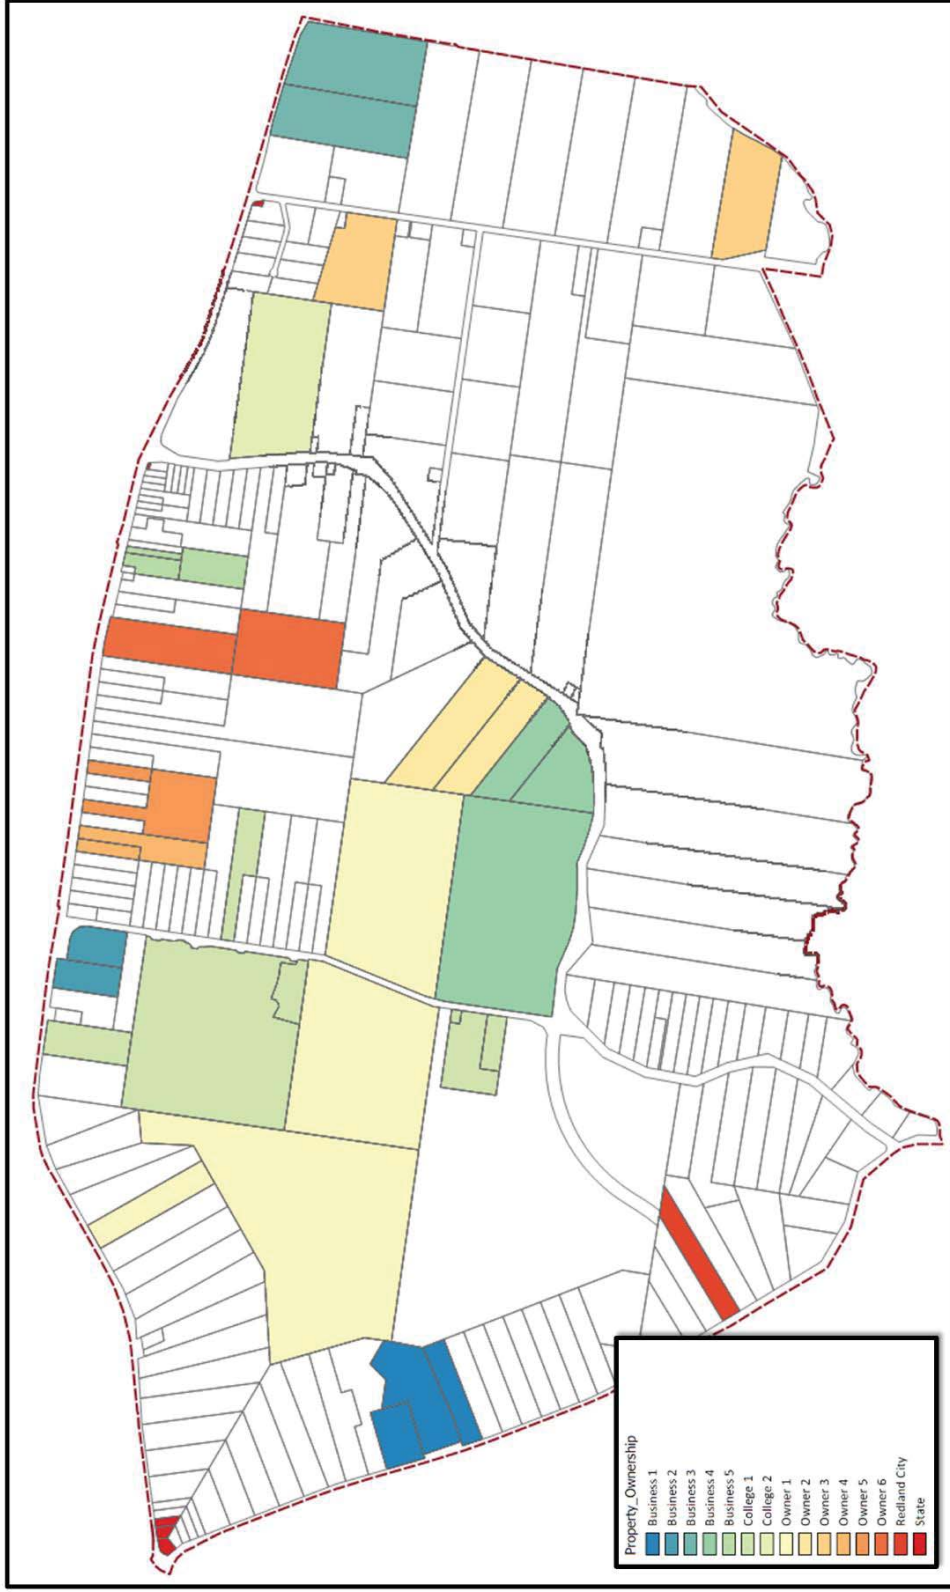 Property_Ownership
Business 1
Business 2
Business 3
Business 4
Business 5
College 1
College 2
Owner 1
Owner 2
Owner 3
Owner 4
Owner 5
Owner 6
Redland City
State